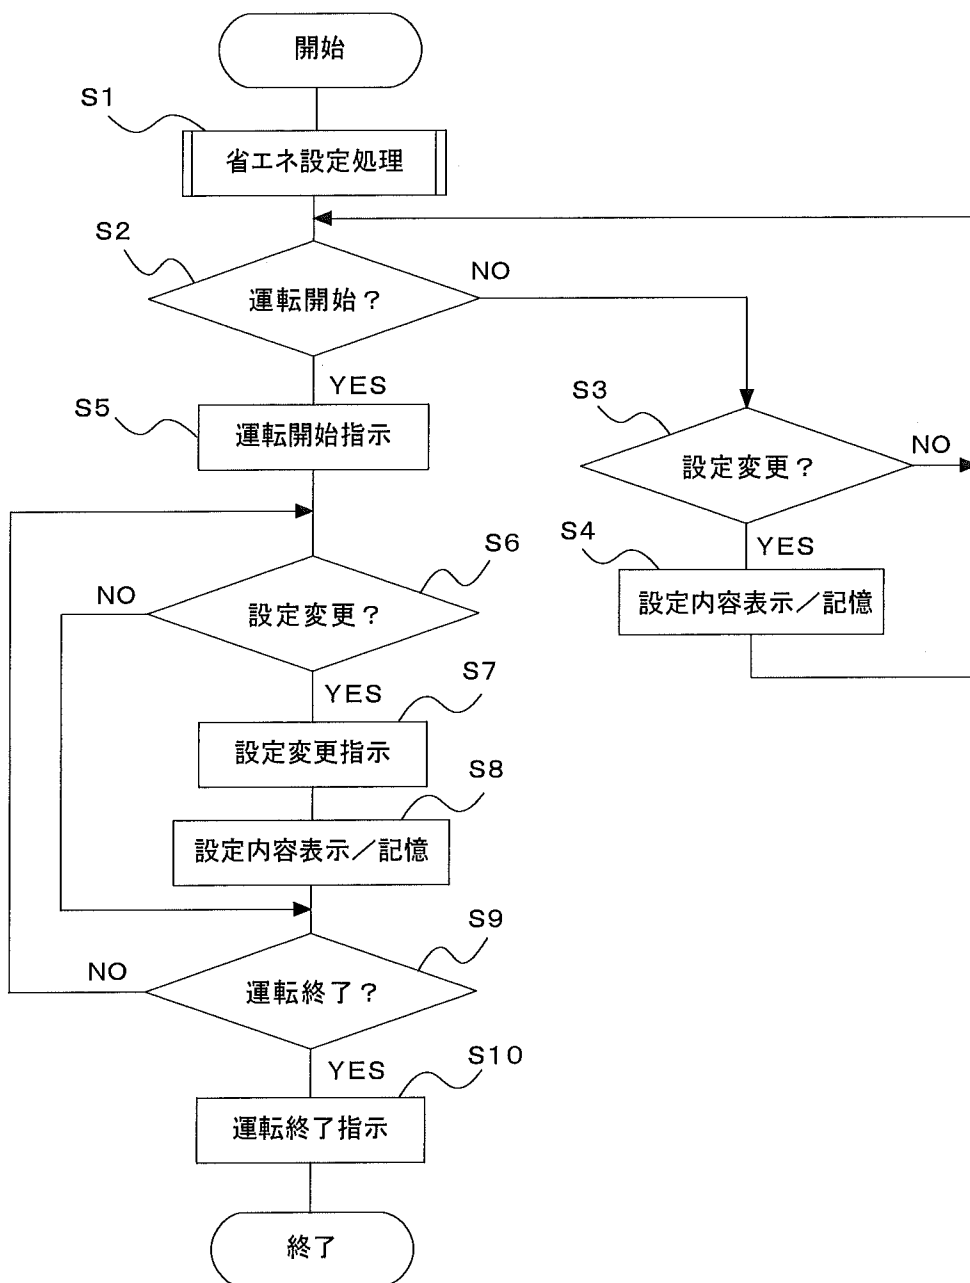 開始
S1
省エネ設定処理
S2
運転開始？
NO
YES
S5
運転開始指示
S3
設定変更？
NO
YES
S4
設定内容表示／記憶
S6
設定変更？
NO
YES
S7
設定変更指示
S8
設定内容表示／記憶
S9
運転終了？
NO
YES
S10
運転終了指示
終了